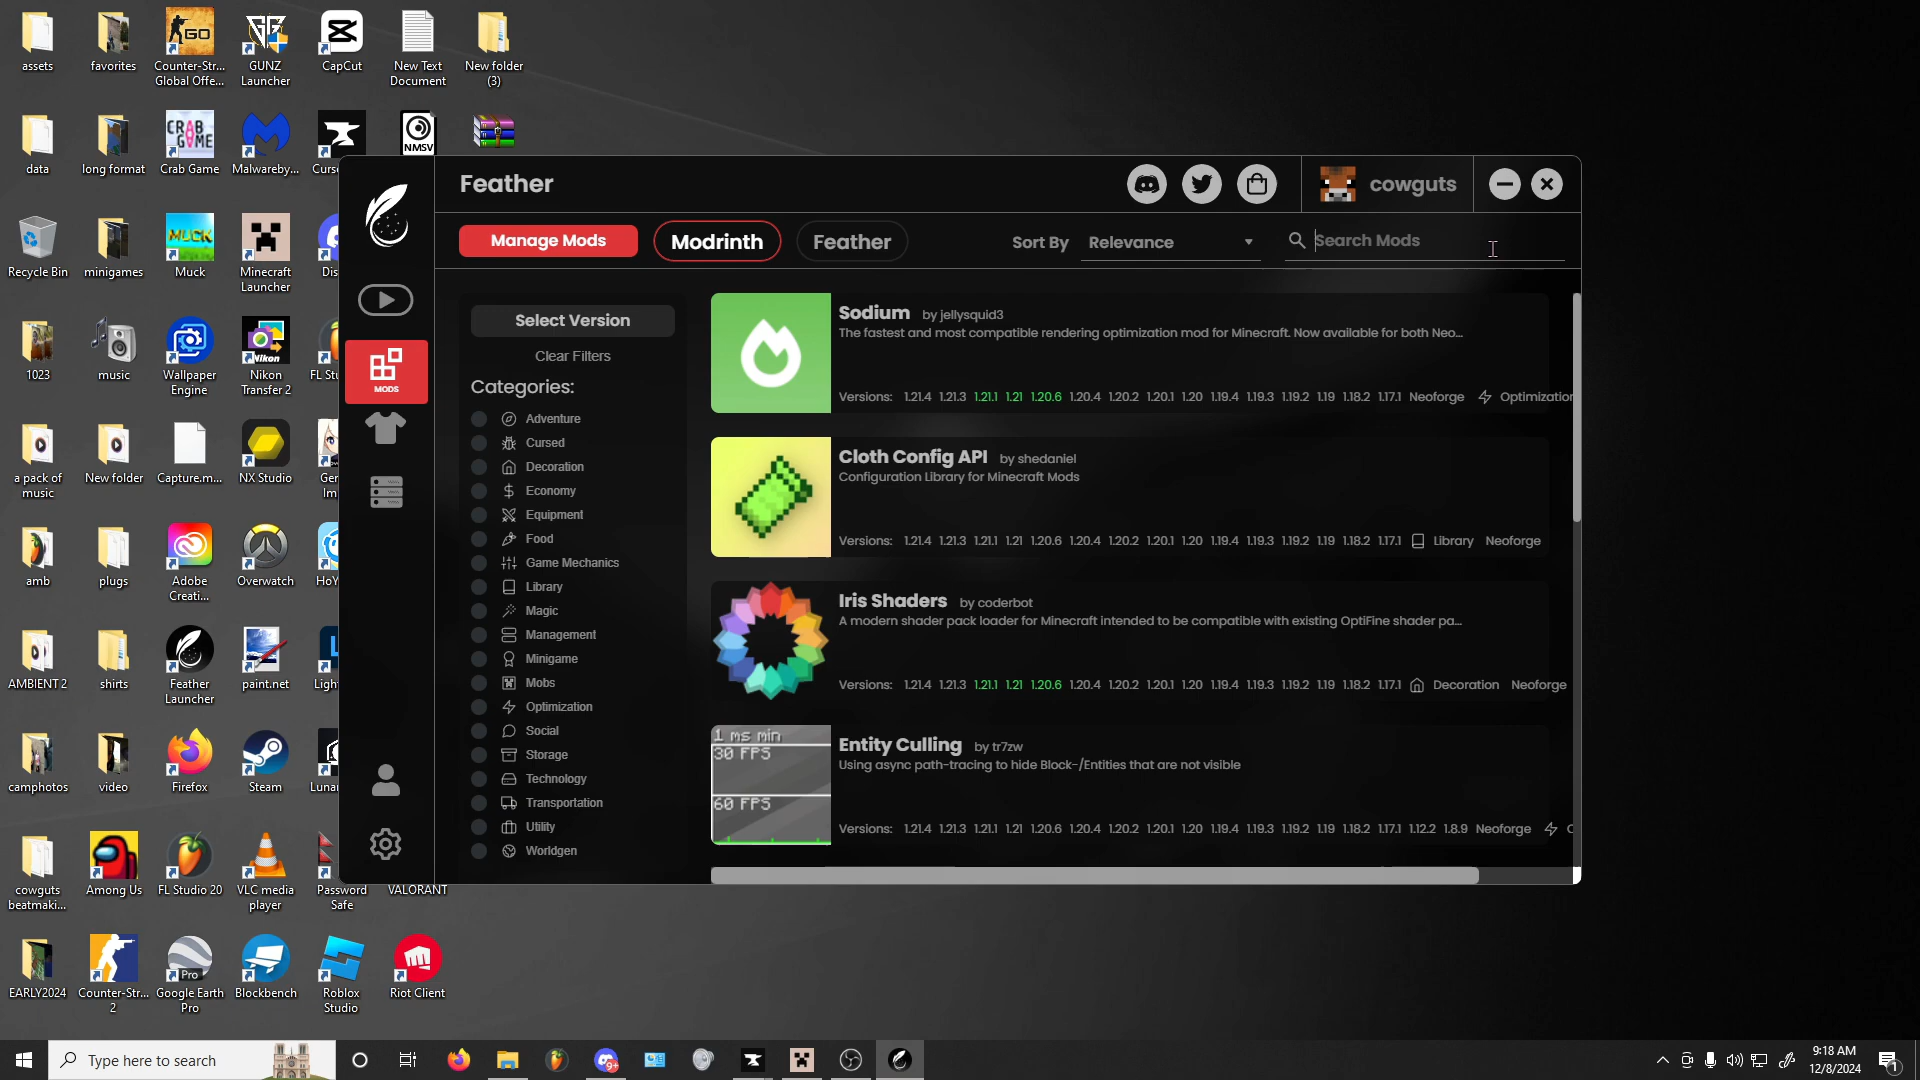 assets
favorites
Counter-Str...
Global Offe...
GUNZ
Launcher
CapCut
New Text
Document
New folder
(3)
data
long format
Crab Game
Malwareby...
NMSV
Recycle Bin
minigames
Muck
Minecraft
Launcher
1023
music
Wallpaper
Engine
Nikon
Transfer 2
a pack of
music
New folder
Capture.m...
NX Studio
amb
plugs
Adobe
Creati...
Overwatch
AMBIENT 2
shirts
Feather
Launcher
paint.net
camphotos
video
Firefox
Steam
cowguts
beatmaki...
Among Us
FL Studio 20
VLC media
player
Password
Safe
VALORANT
EARLY2024
Counter-Str...
2
Google Earth
Pro
Blockbench
Roblox
Studio
Riot Client
Feather
cowguts
Manage Mods
Modrinth
Feather
Sort By
Relevance
Search Mods
MODS
Select Version
Clear Filters
Categories:
Adventure
Cursed
Decoration
Economy
Equipment
Food
Game Mechanics
Library
Magic
Management
Minigame
Mobs
Optimization
Social
Storage
Technology
Transportation
Utility
Worldgen
Sodium by jellysquid3
The fastest and most compatible rendering optimization mod for Minecraft. Now available for both Neo...
Versions: 1.21.4 1.21.3 1.21.1 1.21 1.20.6 1.20.4 1.20.2 1.20.1 1.20 1.19.4 1.19.3 1.19.2 1.19 1.18.2 1.17.1 Neoforge Optimization
Cloth Config API by shedaniel
Configuration Library for Minecraft Mods
Versions: 1.21.4 1.21.3 1.21.1 1.21 1.20.6 1.20.4 1.20.2 1.20.1 1.20 1.19.4 1.19.3 1.19.2 1.19 1.18.2 1.17.1 Library Neoforge
Iris Shaders by coderbot
A modern shader pack loader for Minecraft intended to be compatible with existing OptiFine shader pa...
Versions: 1.21.4 1.21.3 1.21.1 1.21 1.20.6 1.20.4 1.20.2 1.20.1 1.20 1.19.4 1.19.3 1.19.2 1.19 1.18.2 1.17.1 Decoration Neoforge
1 ms min
30 FPS
60 FPS
Entity Culling by tr7zw
Using async path-tracing to hide Block-/Entities that are not visible
Versions: 1.21.4 1.21.3 1.21.1 1.21 1.20.6 1.20.4 1.20.2 1.20.1 1.20 1.19.4 1.19.3 1.19.2 1.19 1.18.2 1.17.1 1.12.2 1.8.9 Neoforge
Type here to search
9:18 AM
12/8/2024